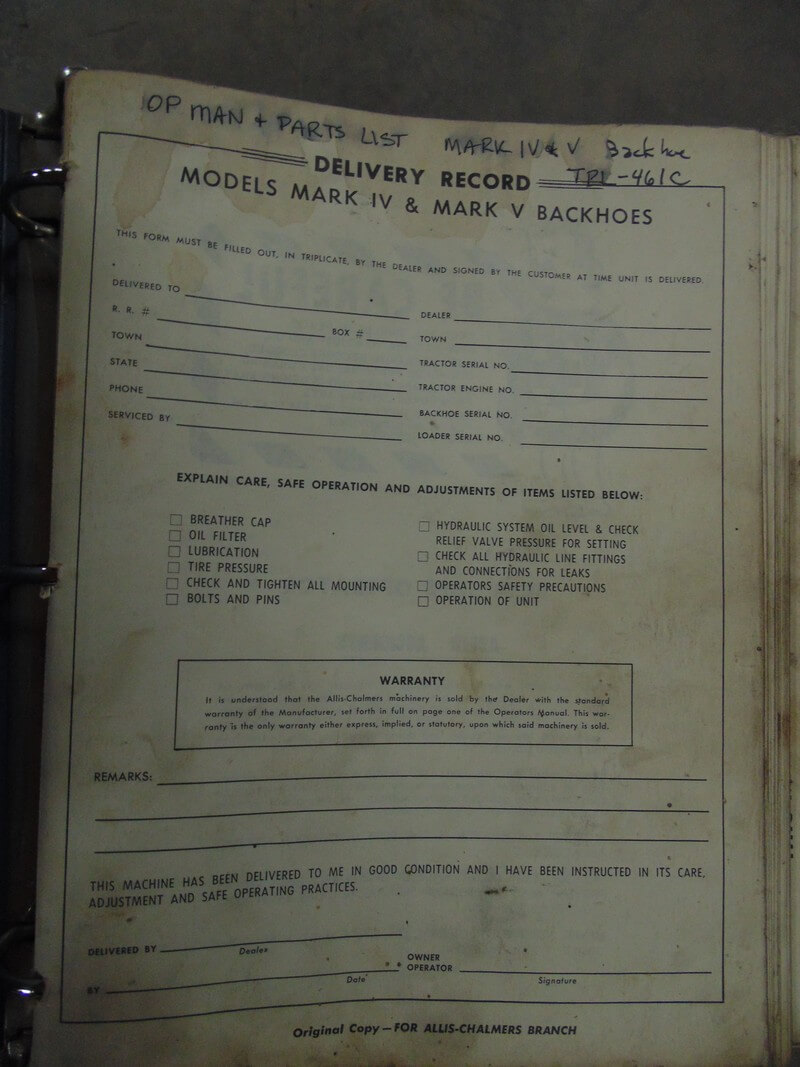 OP MAN + PARTS LIST MARK IV & V Backhoe
DELIVERY RECORD TPL-461C
MODELS MARK IV & MARK V BACKHOES
THIS FORM MUST BE FILLED OUT, IN TRIPLICATE, BY THE DEALER AND SIGNED BY THE CUSTOMER AT TIME UNIT IS DELIVERED.
DELIVERED TO
R. R. #
BOX #
TOWN
STATE
PHONE
SERVICED BY
DEALER
TOWN
TRACTOR SERIAL NO.
TRACTOR ENGINE NO.
BACKHOE SERIAL NO.
LOADER SERIAL NO.
EXPLAIN CARE, SAFE OPERATION AND ADJUSTMENTS OF ITEMS LISTED BELOW:
BREATHER CAP
OIL FILTER
LUBRICATION
TIRE PRESSURE
CHECK AND TIGHTEN ALL MOUNTING
BOLTS AND PINS
HYDRAULIC SYSTEM OIL LEVEL & CHECK
RELIEF VALVE PRESSURE FOR SETTING
CHECK ALL HYDRAULIC LINE FITTINGS
AND CONNECTIONS FOR LEAKS
OPERATORS SAFETY PRECAUTIONS
OPERATION OF UNIT
WARRANTY
It is understood that the Allis-Chalmers machinery is sold by the Dealer with the standard
warranty of the Manufacturer, set forth in full on page one of the Operators Manual. This war-
ranty is the only warranty either express, implied, or statutory, upon which said machinery is sold.
REMARKS:
THIS MACHINE HAS BEEN DELIVERED TO ME IN GOOD CONDITION AND I HAVE BEEN INSTRUCTED IN ITS CARE,
ADJUSTMENT AND SAFE OPERATING PRACTICES.
DELIVERED BY
Dealer
OWNER
OPERATOR
BY
Date
Signature
Original Copy — FOR ALLIS-CHALMERS BRANCH